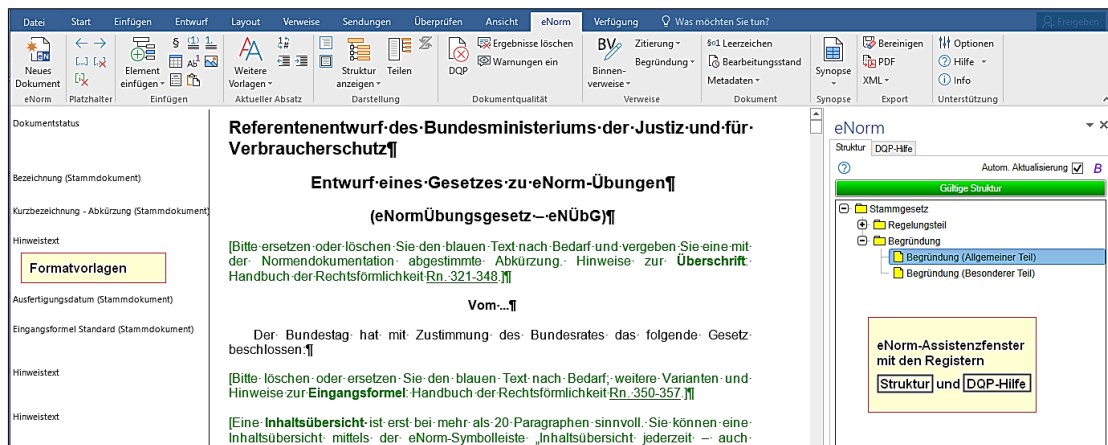 Datei Start Einfügen Entwurf Layout Verweise Sendungen Überprüfen Ansicht eNorm Verfügung Was möchten Sie tun? Freigeben
Neues Dokument
eNorm
Platzhalter
Element einfügen
§ (1) 1.
Einfügen
Weitere Vorlagen
Aktueller Absatz
Struktur anzeigen
Teilen
Darstellung
DQP
Ergebnisse löschen
Warnungen ein
Dokumentqualität
BV
Binnen-
verweise
Zitierung
Begründung
Verweise
§∞1 Leerzeichen
Bearbeitungsstand
Metadaten
Dokument
Synopse
Synopse
Bereinigen
PDF
XML
Export
Optionen
Hilfe
Info
Unterstützung
Dokumentstatus
Referentenentwurf·des·Bundesministeriums·der·Justiz·und·für·
Verbraucherschutz¶
Bezeichnung (Stammdokument)
Entwurf·eines·Gesetzes·zu·eNorm-Übungen¶
Kurzbezeichnung - Abkürzung (Stammdokument)
(eNormÜbungsgesetz·–·eNÜbG)¶
Hinweistext
[Bitte·ersetzen·oder·löschen·Sie·den·blauen·Text·nach·Bedarf·und·vergeben·Sie·eine·mit·
der·Normendokumentation·abgestimmte·Abkürzung.·Hinweise·zur·Überschrift:·
Handbuch·der·Rechtsförmlichkeit·Rn.·321-348.]¶
Formatvorlagen
Ausfertigungsdatum (Stammdokument)
Vom·...¶
Eingangsformel Standard (Stammdokument)
Der·Bundestag·hat·mit·Zustimmung·des·Bundesrates·das·folgende·Gesetz·
beschlossen:¶
Hinweistext
[Bitte·löschen·oder·ersetzen·Sie·den·blauen·Text·nach·Bedarf;·weitere·Varianten·und·
Hinweise·zur·Eingangsformel:·Handbuch·der·Rechtsförmlichkeit·Rn.·350-357.]¶
Hinweistext
[Eine·Inhaltsübersicht·ist·erst·bei·mehr·als·20·Paragraphen·sinnvoll.·Sie·können·eine·
Inhaltsübersicht·mittels·der·eNorm-Symbolleiste·„Inhaltsübersicht·jederzeit·–·auch·
eNorm
Struktur DQP-Hilfe
Autom. Aktualisierung B
Gültige Struktur
Stammgesetz
Regelungsteil
Begründung
Begründung (Allgemeiner Teil)
Begründung (Besonderer Teil)
eNorm-Assistenzfenster
mit den Registern
Struktur und DQP-Hilfe